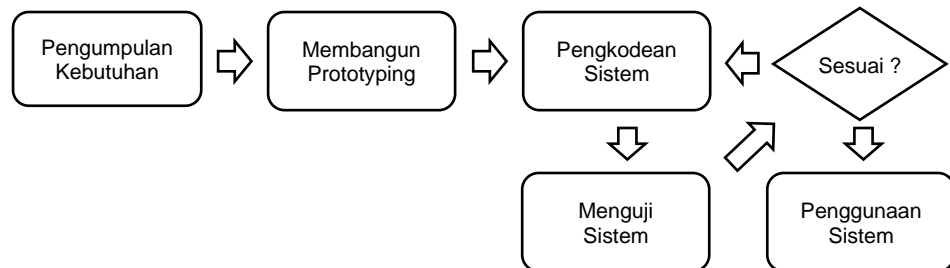 Pengumpulan
Kebutuhan
Membangun
Prototyping
Pengkodean
Sistem
Sesuai ?
Menguji
Sistem
Penggunaan
Sistem